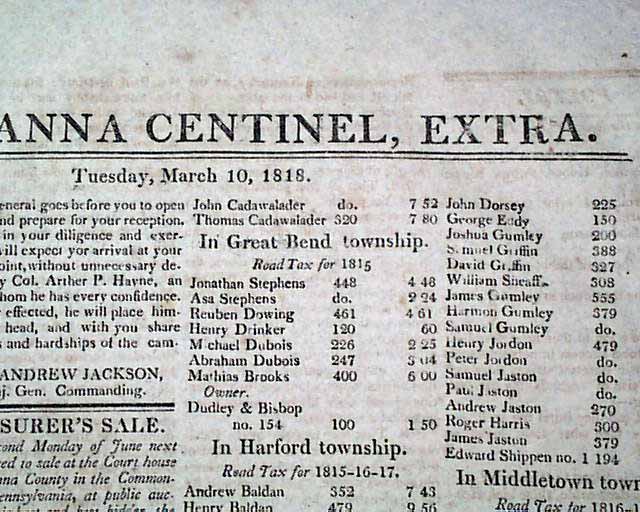 ANNA CENTINEL, EXTRA.
Tuesday, March 10, 1818.
eneral goes before you to open
nd prepare for your reception.
in your diligence and exer-
will expect yor arrival at your
oint, without unnecessary de-
y Col. Arther P. Hayne, an
hom he has every confidence.
effected, he will place him-
head, and with you share
s and hardships of the cam-
ANDREW JACKSON,
j. Gen. Commanding.
SURER'S SALE.
cond Monday of June next
ed to sale at the Court house
nna County in the Common-
ennsylvania, at public auc-
John Cadawalader do. 7 52
Thomas Cadawalader 320 7 80
In Great Bend township.
Road Tax for 1815
Jonathan Stephens 448 4 48
Asa Stephens do. 2 24
Reuben Dowing 461 4 61
Henry Drinker 120 60
Michael Dubois 226 2 25
Abraham Dubois 247 3 04
Mathias Brooks 400 6 00
Owner.
Dudley & Bishop
no. 154 100 1 50
In Harford township.
Road Tax for 1815-16-17.
Andrew Baldan 352 7 43
Henry Baldan 479 9 56
John Dorsey 225
George Eddy 150
Joshua Gumley 200
Samuel Griffin 388
David Griffin 327
William Sneaff 308
James Gumley 555
Harmon Gumley 379
Samuel Gumley do.
Henry Jordon 479
Peter Jordon do.
Samuel Jaston do.
Paul Jaston do.
Andrew Jaston 270
Roger Harris 300
James Jaston 379
Edward Shippen no. 1 194
In Middletown town
Road Tax for 1816-1